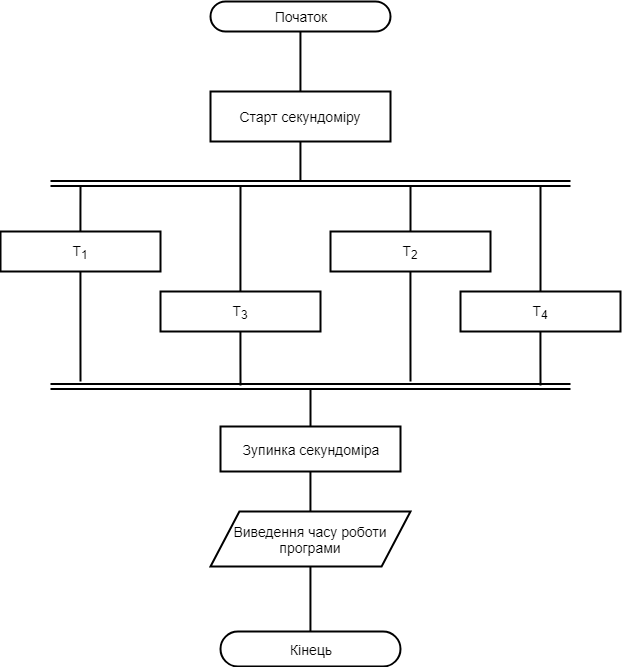 Початок
Старт секундоміру
T1
T2
T3
T4
Зупинка секундоміра
Виведення часу роботи
програми
Кінець